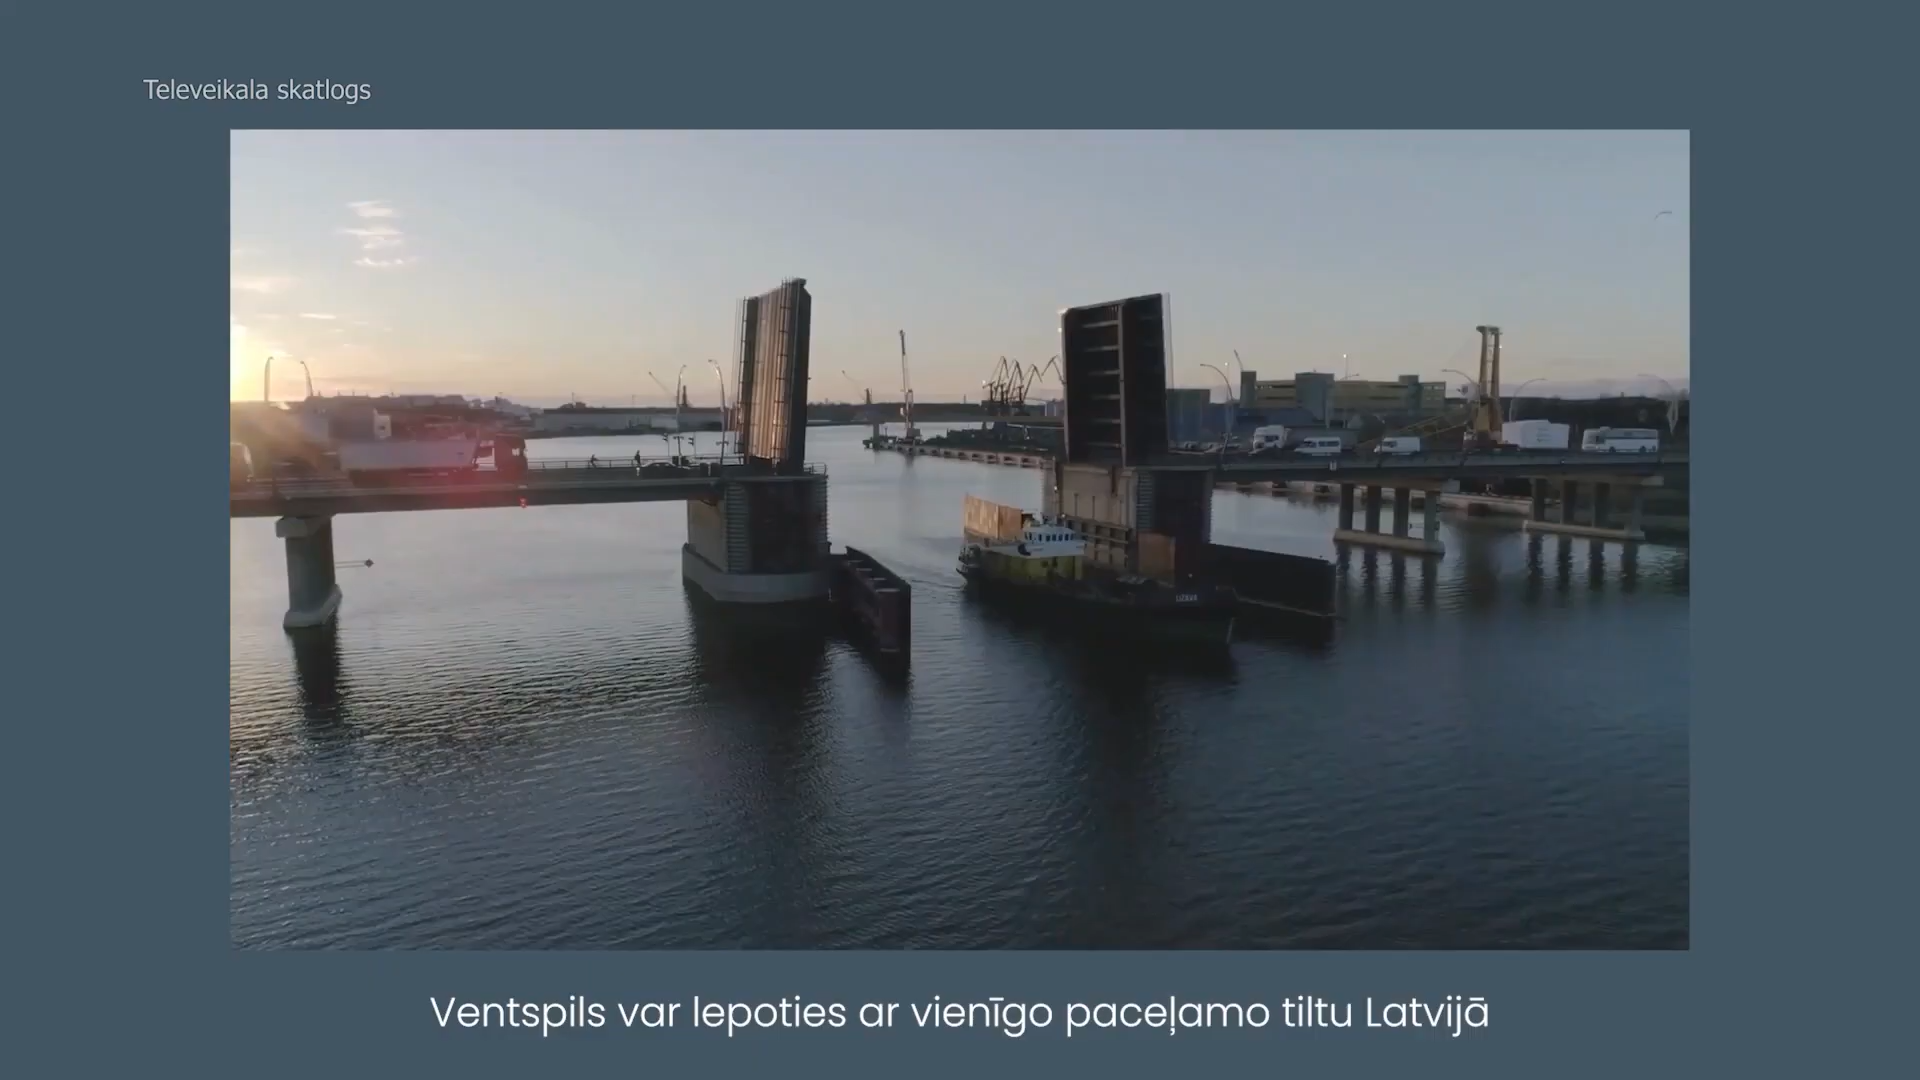 Televeikala skatlogs
Ventspils var lepoties ar vienīgo paceļamo tiltu Latvijā